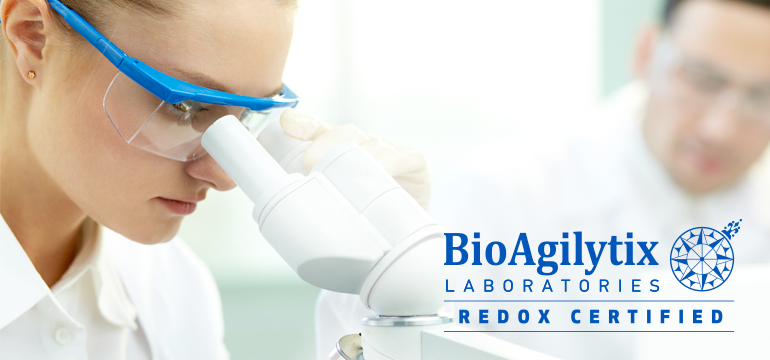 BioAgilytix
LABORATORIES
REDOX CERTIFIED